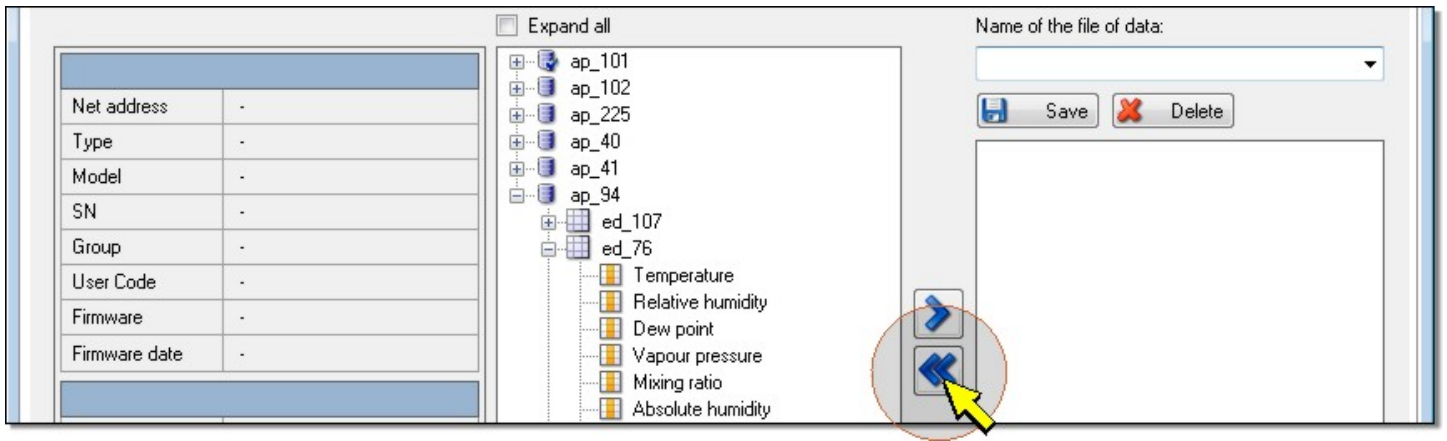 Expand all
Name of the file of data:
ap_101
ap_102
ap_225
ap_40
ap_41
ap_94
ed_107
ed_76
Temperature
Relative humidity
Dew point
Vapour pressure
Mixing ratio
Absolute humidity
Net address -
Type -
Model -
SN -
Group -
User Code -
Firmware -
Firmware date -
Save Delete